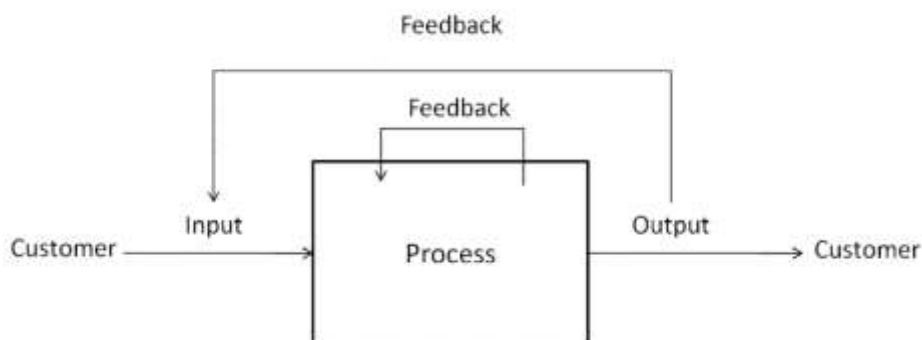 Feedback
Feedback
Input
Output
Customer
Process
Customer